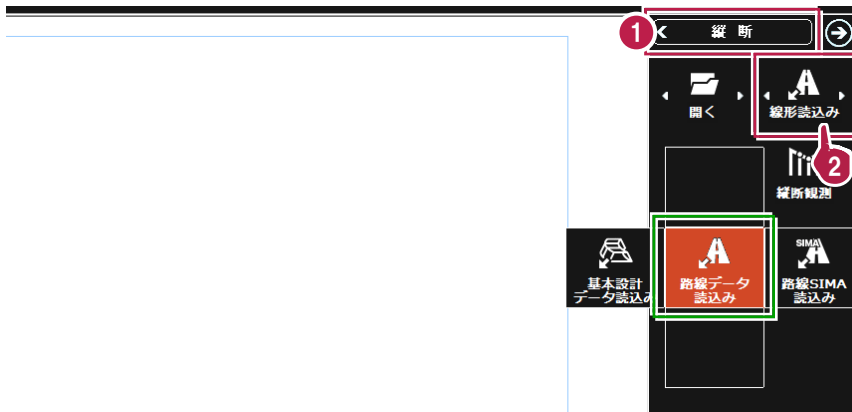 1
縦 断
開く
線形読込み
2
縦断観測
基本設計
データ読込み
路線データ
読込み
SIMA
路線SIMA
読込み